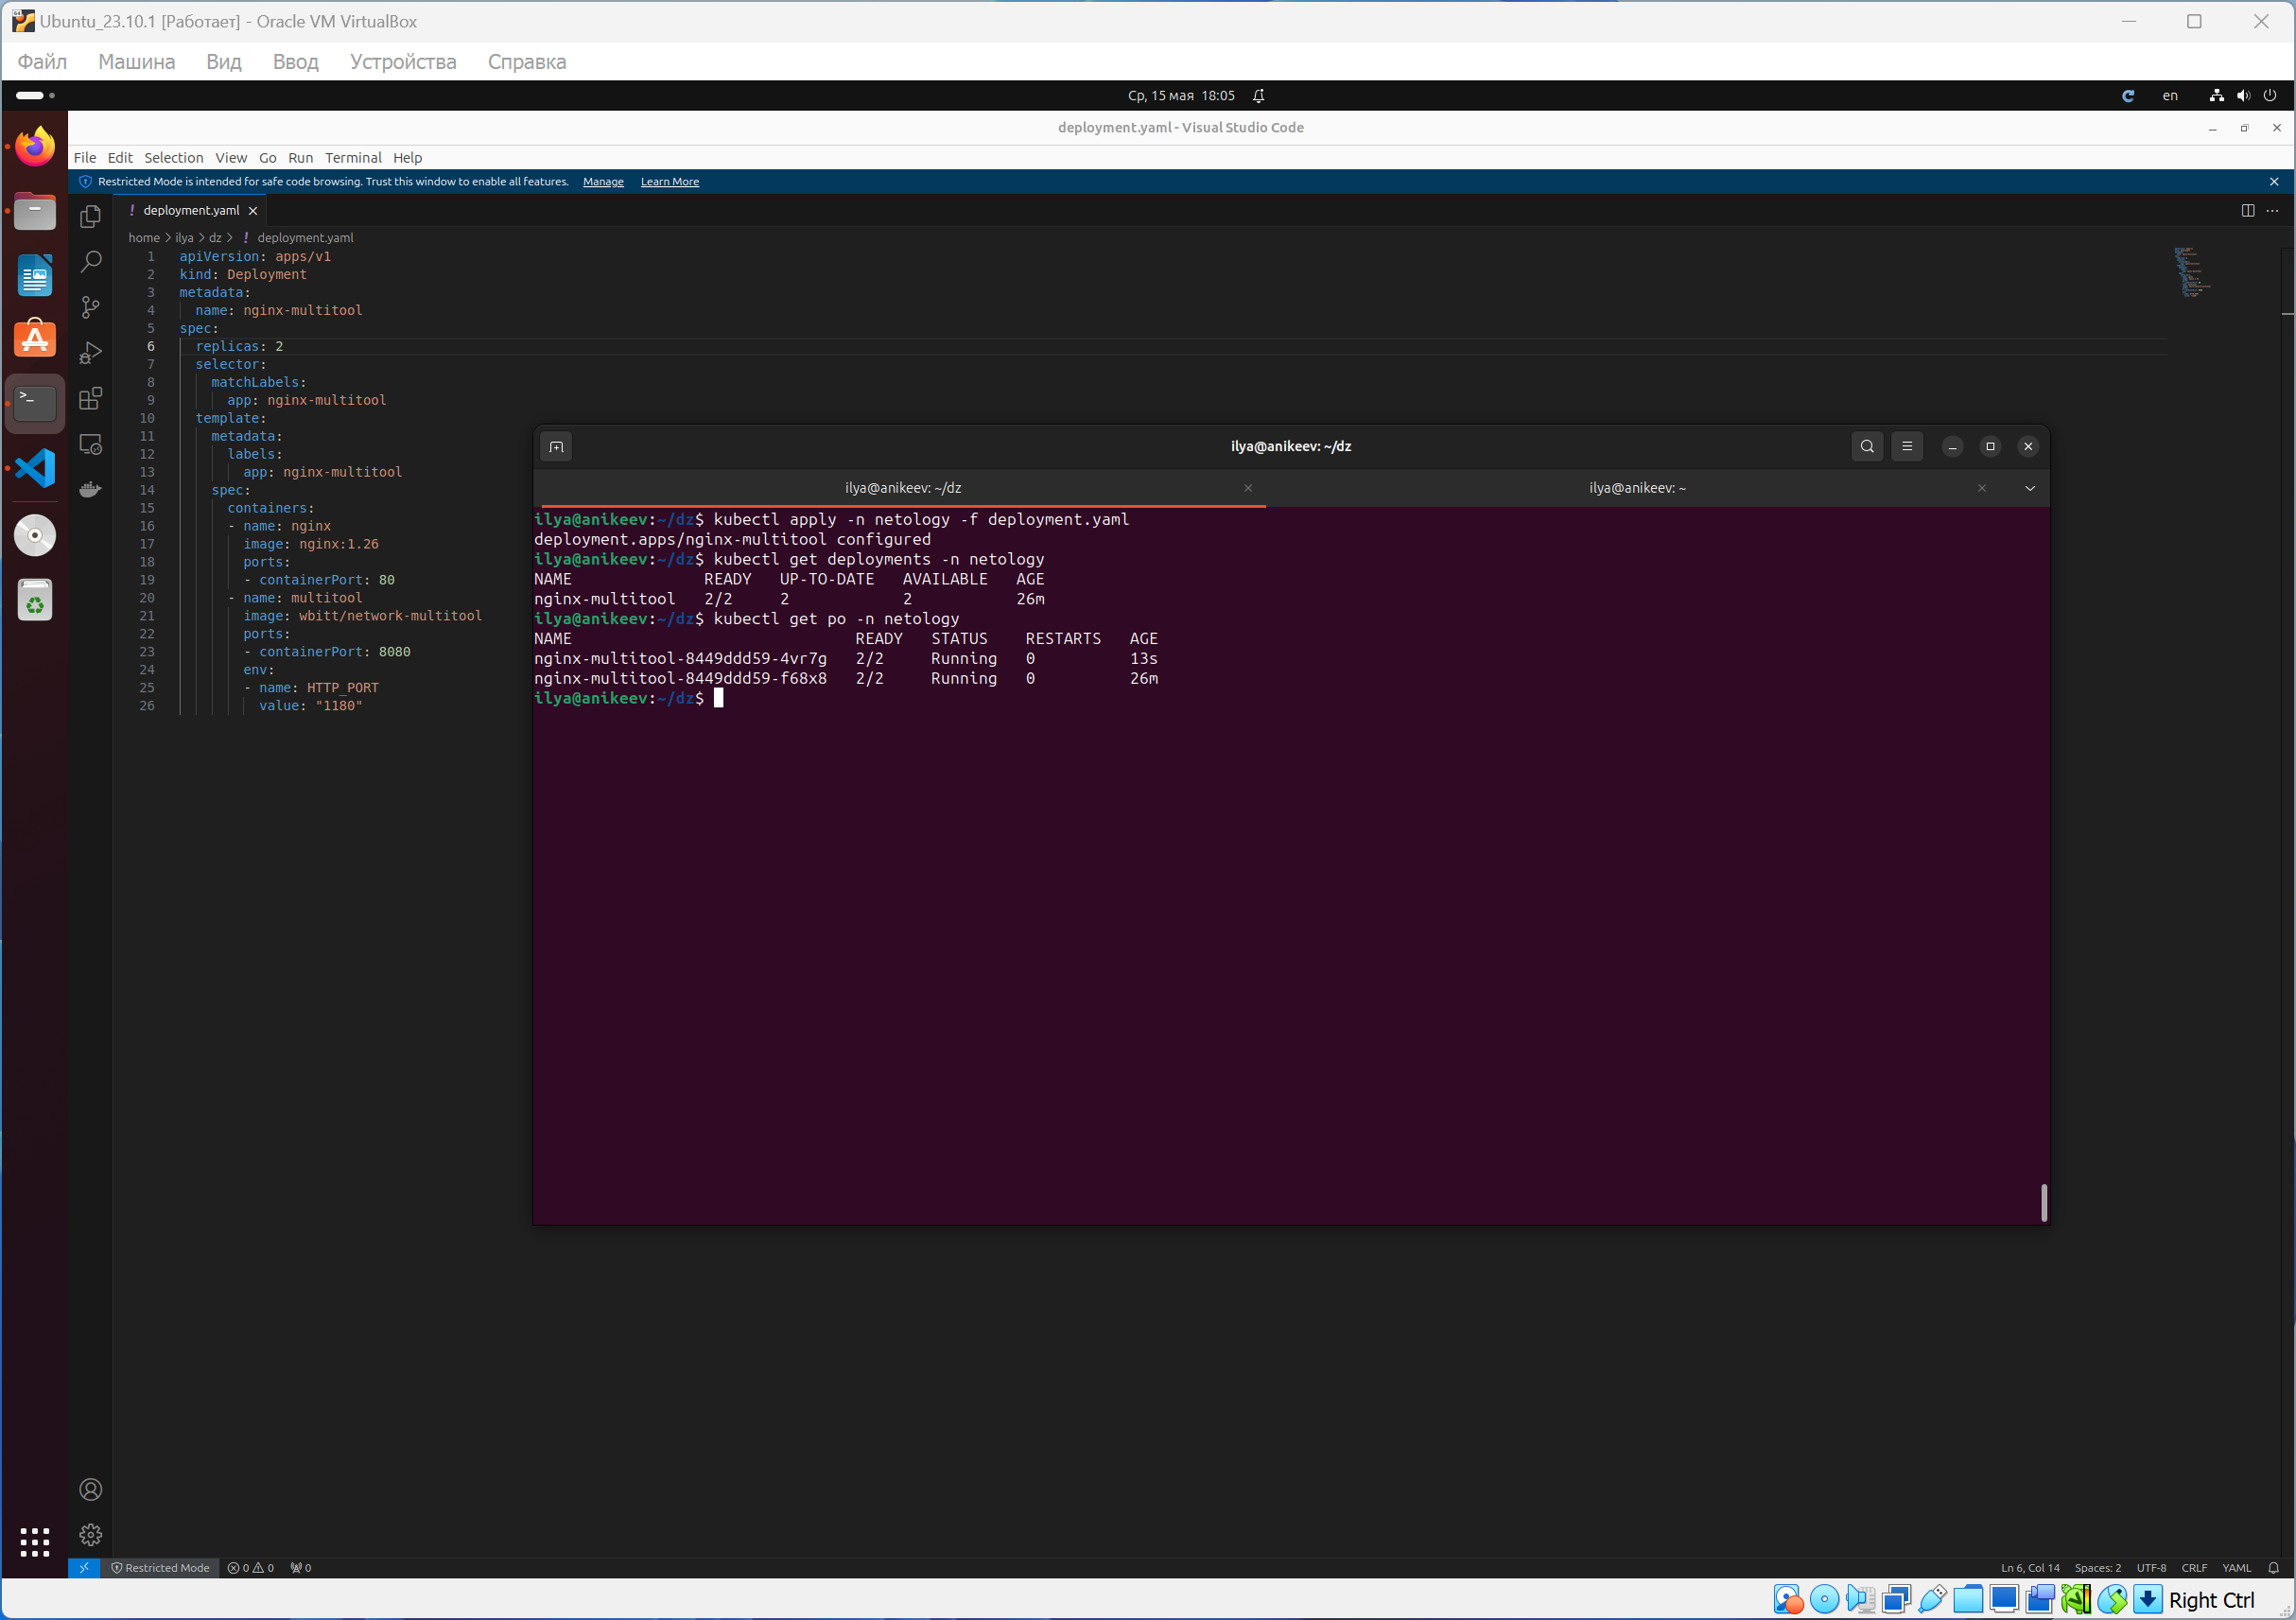 Ubuntu_23.10.1 [Работает] - Oracle VM VirtualBox
Файл Машина Вид Ввод Устройства Справка
Ср, 15 мая 18:05
en
deployment.yaml - Visual Studio Code
File Edit Selection View Go Run Terminal Help
Restricted Mode is intended for safe code browsing. Trust this window to enable all features. Manage Learn More
! deployment.yaml
home > ilya > dz > ! deployment.yaml
1 apiVersion: apps/v1
2 kind: Deployment
3 metadata:
4 name: nginx-multitool
5 spec:
6 replicas: 2
7 selector:
8 matchLabels:
9 app: nginx-multitool
10 template:
11 metadata:
12 labels:
13 app: nginx-multitool
14 spec:
15 containers:
16 - name: nginx
17 image: nginx:1.26
18 ports:
19 - containerPort: 80
20 - name: multitool
21 image: wbitt/network-multitool
22 ports:
23 - containerPort: 8080
24 env:
25 - name: HTTP_PORT
26 value: "1180"
ilya@anikeev: ~/dz
ilya@anikeev: ~/dz
ilya@anikeev: ~
ilya@anikeev:~/dz$ kubectl apply -n netology -f deployment.yaml
deployment.apps/nginx-multitool configured
ilya@anikeev:~/dz$ kubectl get deployments -n netology
NAME READY UP-TO-DATE AVAILABLE AGE
nginx-multitool 2/2 2 2 26m
ilya@anikeev:~/dz$ kubectl get po -n netology
NAME READY STATUS RESTARTS AGE
nginx-multitool-8449ddd59-4vr7g 2/2 Running 0 13s
nginx-multitool-8449ddd59-f68x8 2/2 Running 0 26m
ilya@anikeev:~/dz$
Restricted Mode 0 0 0
Ln 6, Col 14 Spaces: 2 UTF-8 CRLF YAML
Right Ctrl